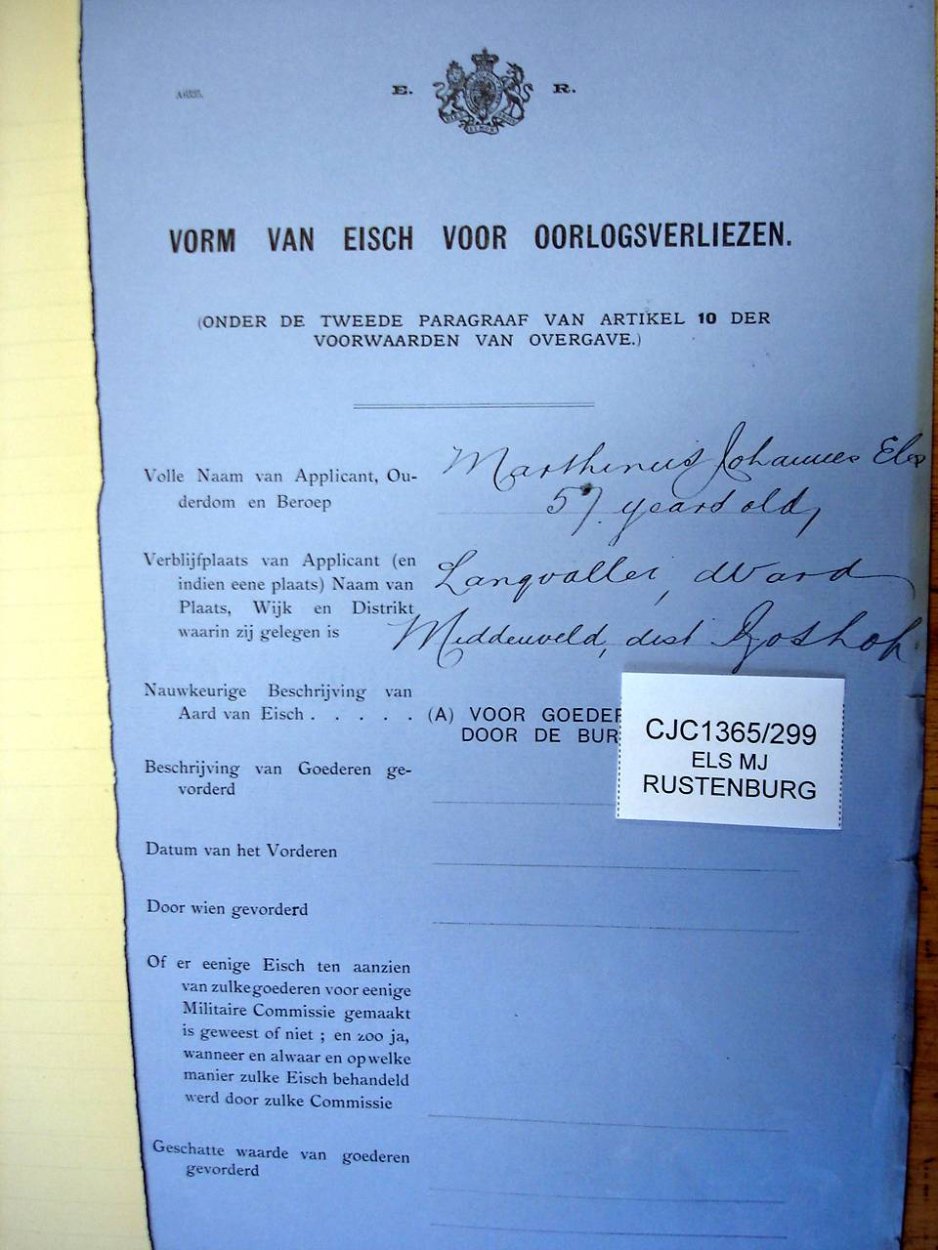 A6335.
E. R.
VORM VAN EISCH VOOR OORLOGSVERLIEZEN.
(ONDER DE TWEEDE PARAGRAAF VAN ARTIKEL 10 DER
VOORWAARDEN VAN OVERGAVE.)
Volle Naam van Applicant, Ou-
derdom en Beroep
Marthinus Johannes Els
57 years old,
Verblijfplaats van Applicant (en
indien eene plaats) Naam van
Plaats, Wijk en Distrikt
waarin zij gelegen is
Langvallei, Ward
Middenveld, dist
Nauwkeurige Beschrijving van
Aard van Eisch . . . . . (A) VOOR GOEDER
DOOR DE BUR
CJC1365/299
ELS MJ
RUSTENBURG
Beschrijving van Goederen ge-
vorderd
Datum van het Vorderen
Door wien gevorderd
Of er eenige Eisch ten aanzien
van zulke goederen voor eenige
Militaire Commissie gemaakt
is geweest of niet ; en zoo ja,
wanneer en alwaar en op welke
manier zulke Eisch behandeld
werd door zulke Commissie
Geschatte waarde van goederen
gevorderd